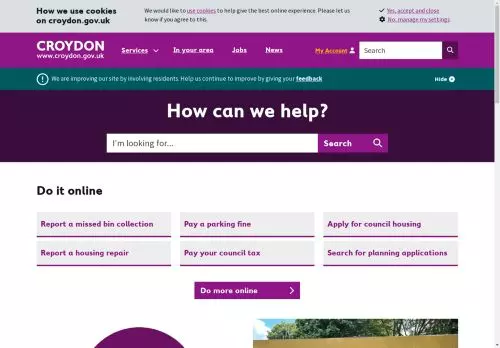 How we use cookies
on croydon.gov.uk
We would like to use cookies to help give the best online experience. Please let us know if you agree to this.
Yes, accept and close
No, manage my settings
CROYDON
www.croydon.gov.uk
Services
In your area
Jobs
News
My Account
Search
We are improving our site by involving residents. Help us continue to improve by giving your feedback
Hide
How can we help?
I'm looking for...
Search
Do it online
Report a missed bin collection
Pay a parking fine
Apply for council housing
Report a housing repair
Pay your council tax
Search for planning applications
Do more online